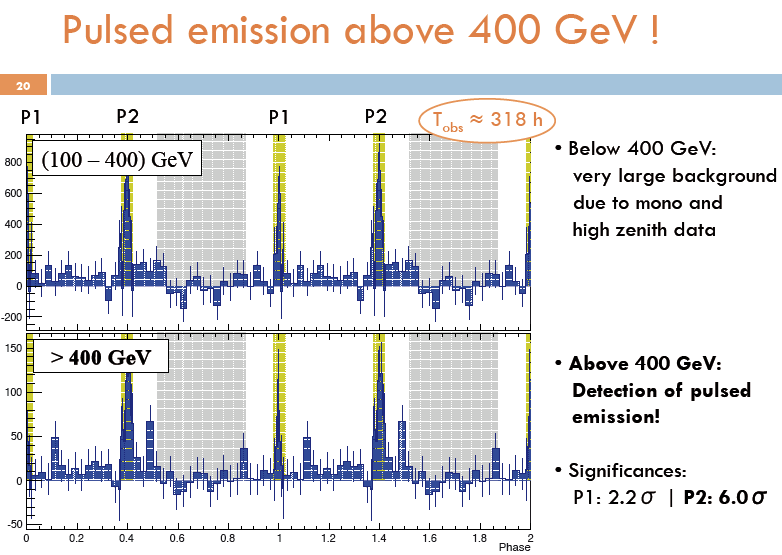 Pulsed emission above 400 GeV !
20
P1 P2 P1 P2
T_obs ≈ 318 h
(100 – 400) GeV
800
600
400
200
0
-200
> 400 GeV
150
100
50
0
-50
0 0.2 0.4 0.6 0.8 1 1.2 1.4 1.6 1.8 2
Phase
• Below 400 GeV:
very large background
due to mono and
high zenith data
• Above 400 GeV:
Detection of pulsed
emission!
• Significances:
P1: 2.2 σ | P2: 6.0 σ